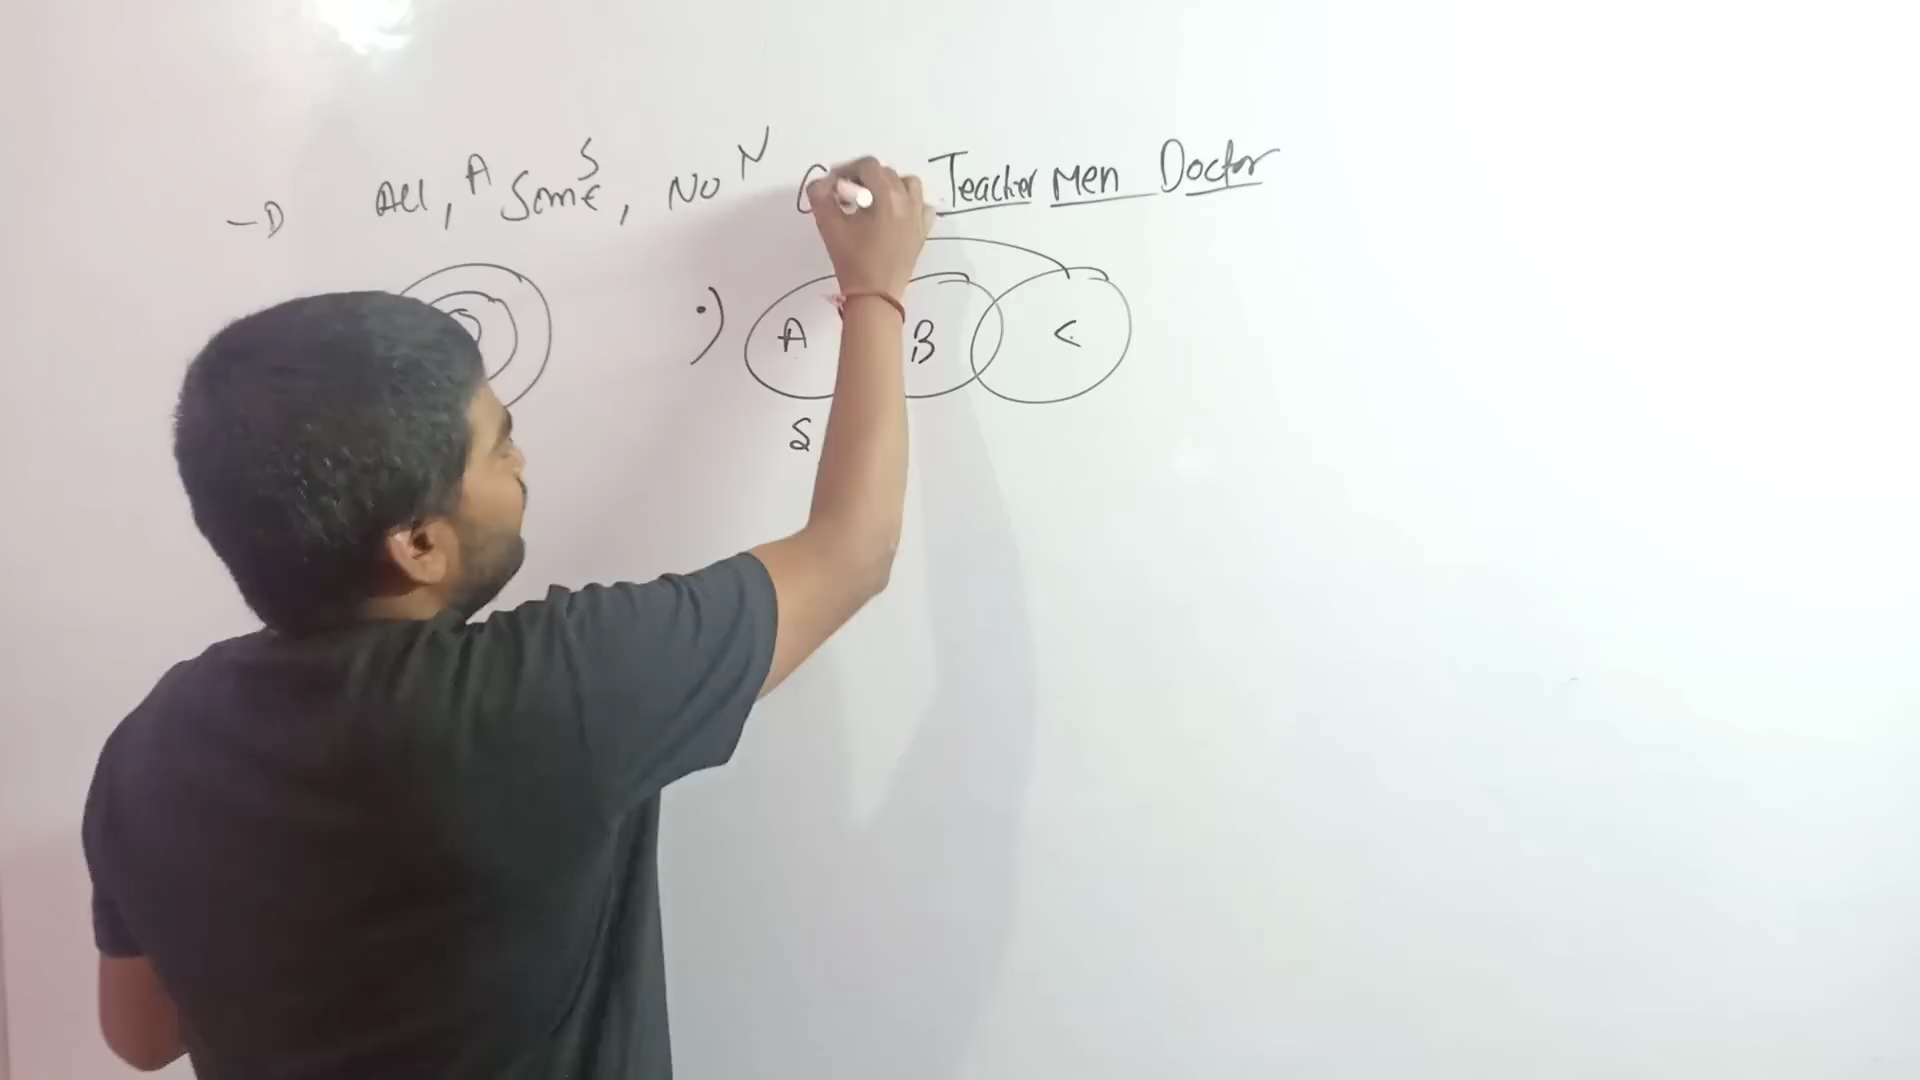 → All, A Some S, No N Teacher Men Doctor
A B C
S